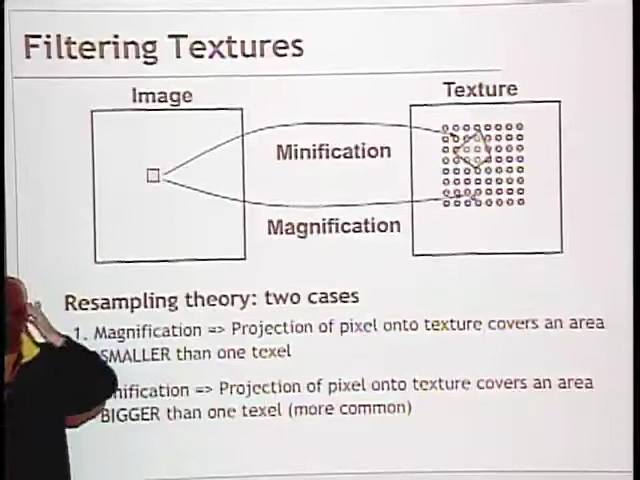 Filtering Textures
Image
Texture
Minification
Magnification
Resampling theory: two cases
1. Magnification => Projection of pixel onto texture covers an area
SMALLER than one texel
nification => Projection of pixel onto texture covers an area
BIGGER than one texel (more common)